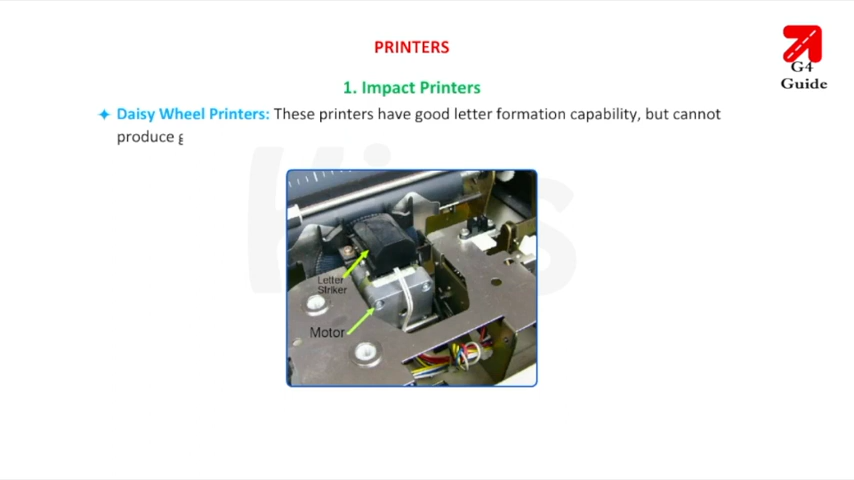 PRINTERS
G4
Guide
1. Impact Printers
Daisy Wheel Printers: These printers have good letter formation capability, but cannot
produce
Letter
Striker
Motor